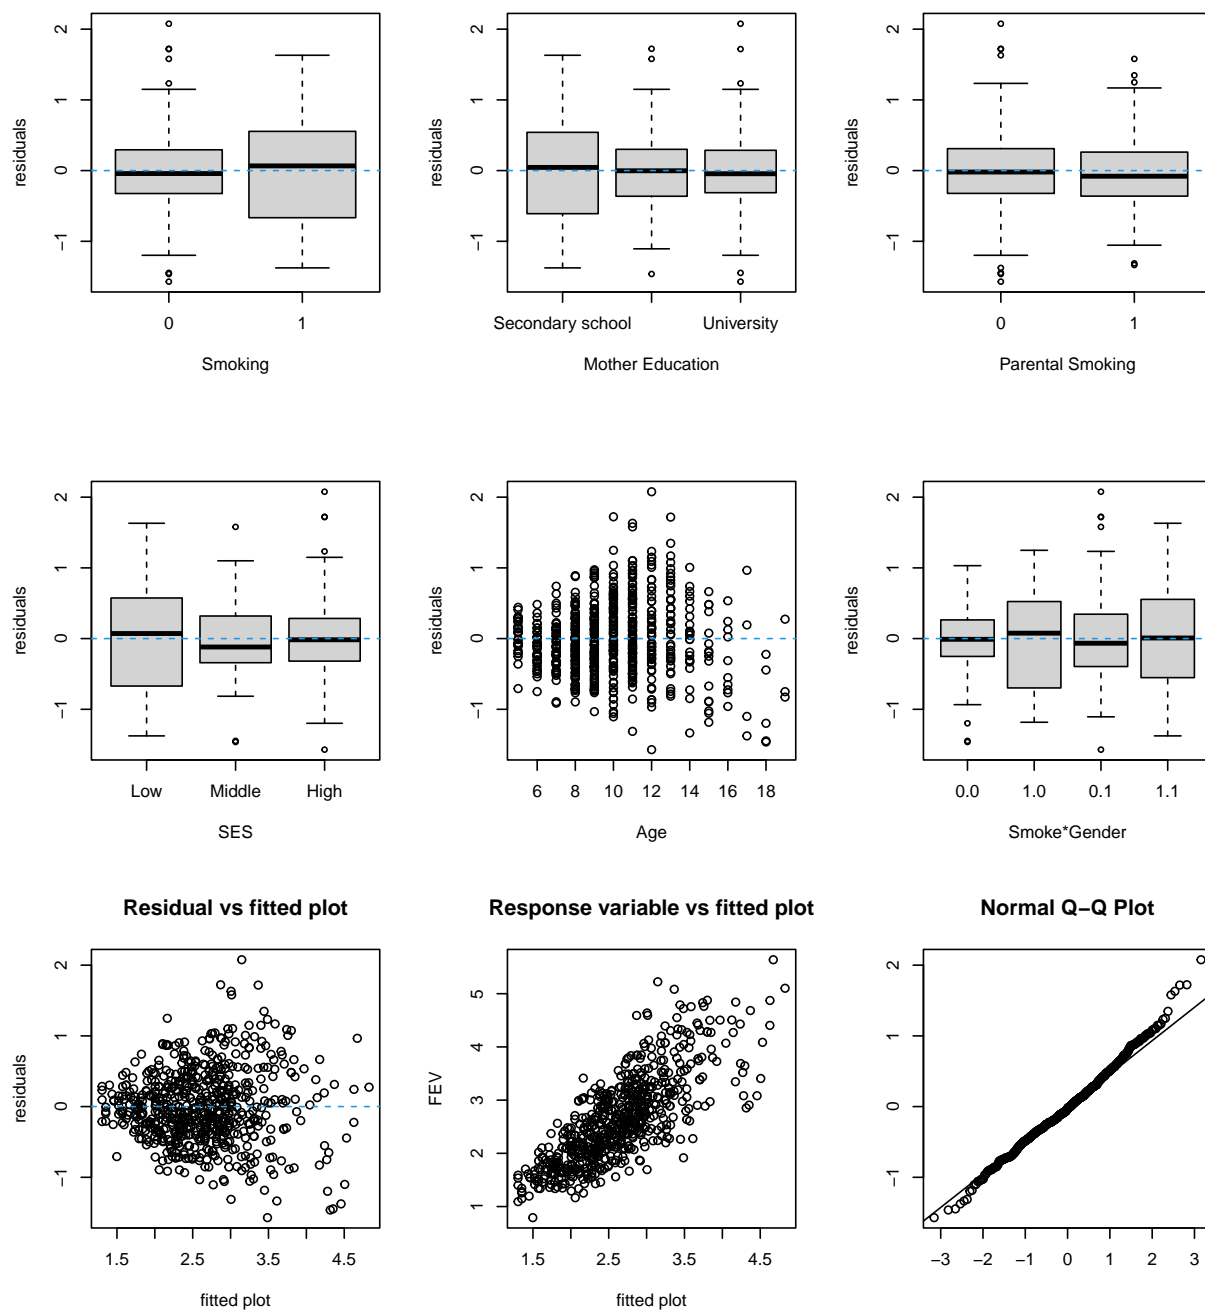 residuals
2
1
0
−1
0 1
Smoking
residuals
2
1
0
−1
Secondary school University
Mother Education
residuals
2
1
0
−1
0 1
Parental Smoking
residuals
2
1
0
−1
Low Middle High
SES
residuals
2
1
0
−1
6 8 10 12 14 16 18
Age
residuals
2
1
0
−1
0.0 1.0 0.1 1.1
Smoke*Gender
Residual vs fitted plot
residuals
2
1
0
−1
1.5 2.5 3.5 4.5
fitted plot
Response variable vs fitted plot
FEV
5
4
3
2
1
1.5 2.5 3.5 4.5
fitted plot
Normal Q−Q Plot
2
1
0
−1
−3 −2 −1 0 1 2 3